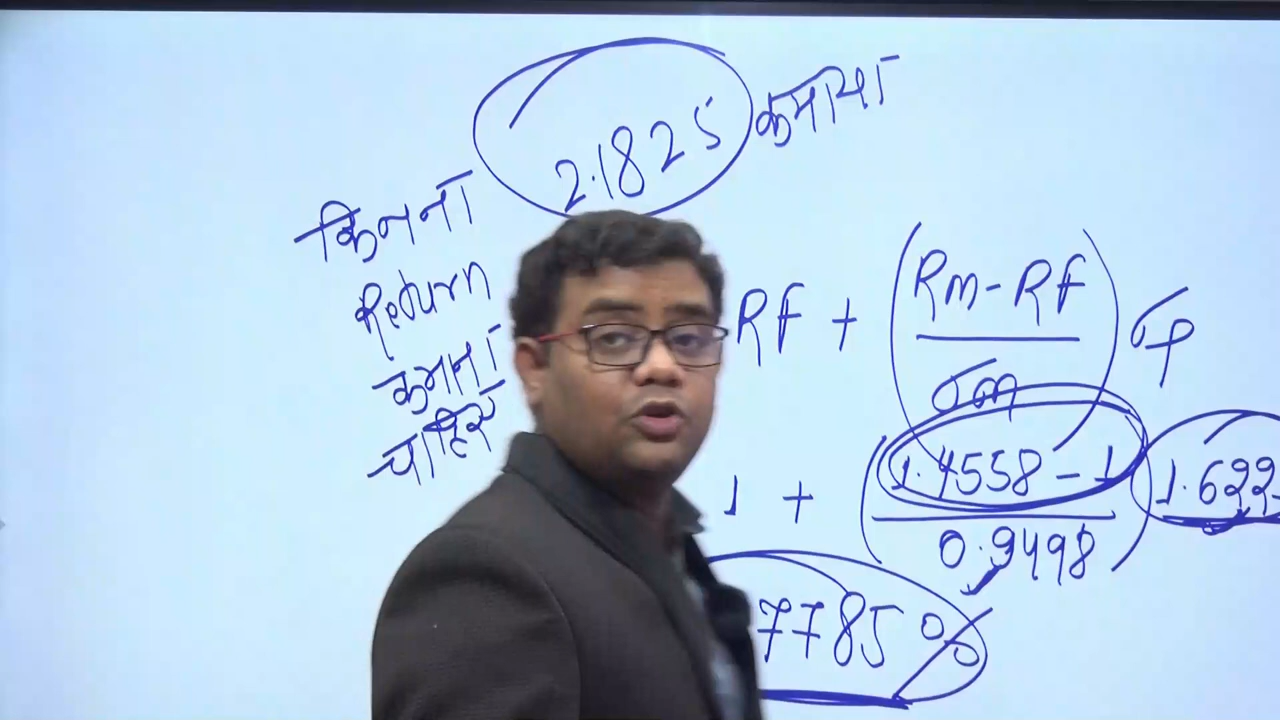 2.1825 कमाया
कितना
Return
कमाना
चाहिए
RF + (Rm - RF / σm) σp
1 + (1.4558 - 1 / 0.9498) 1.622
7785 %